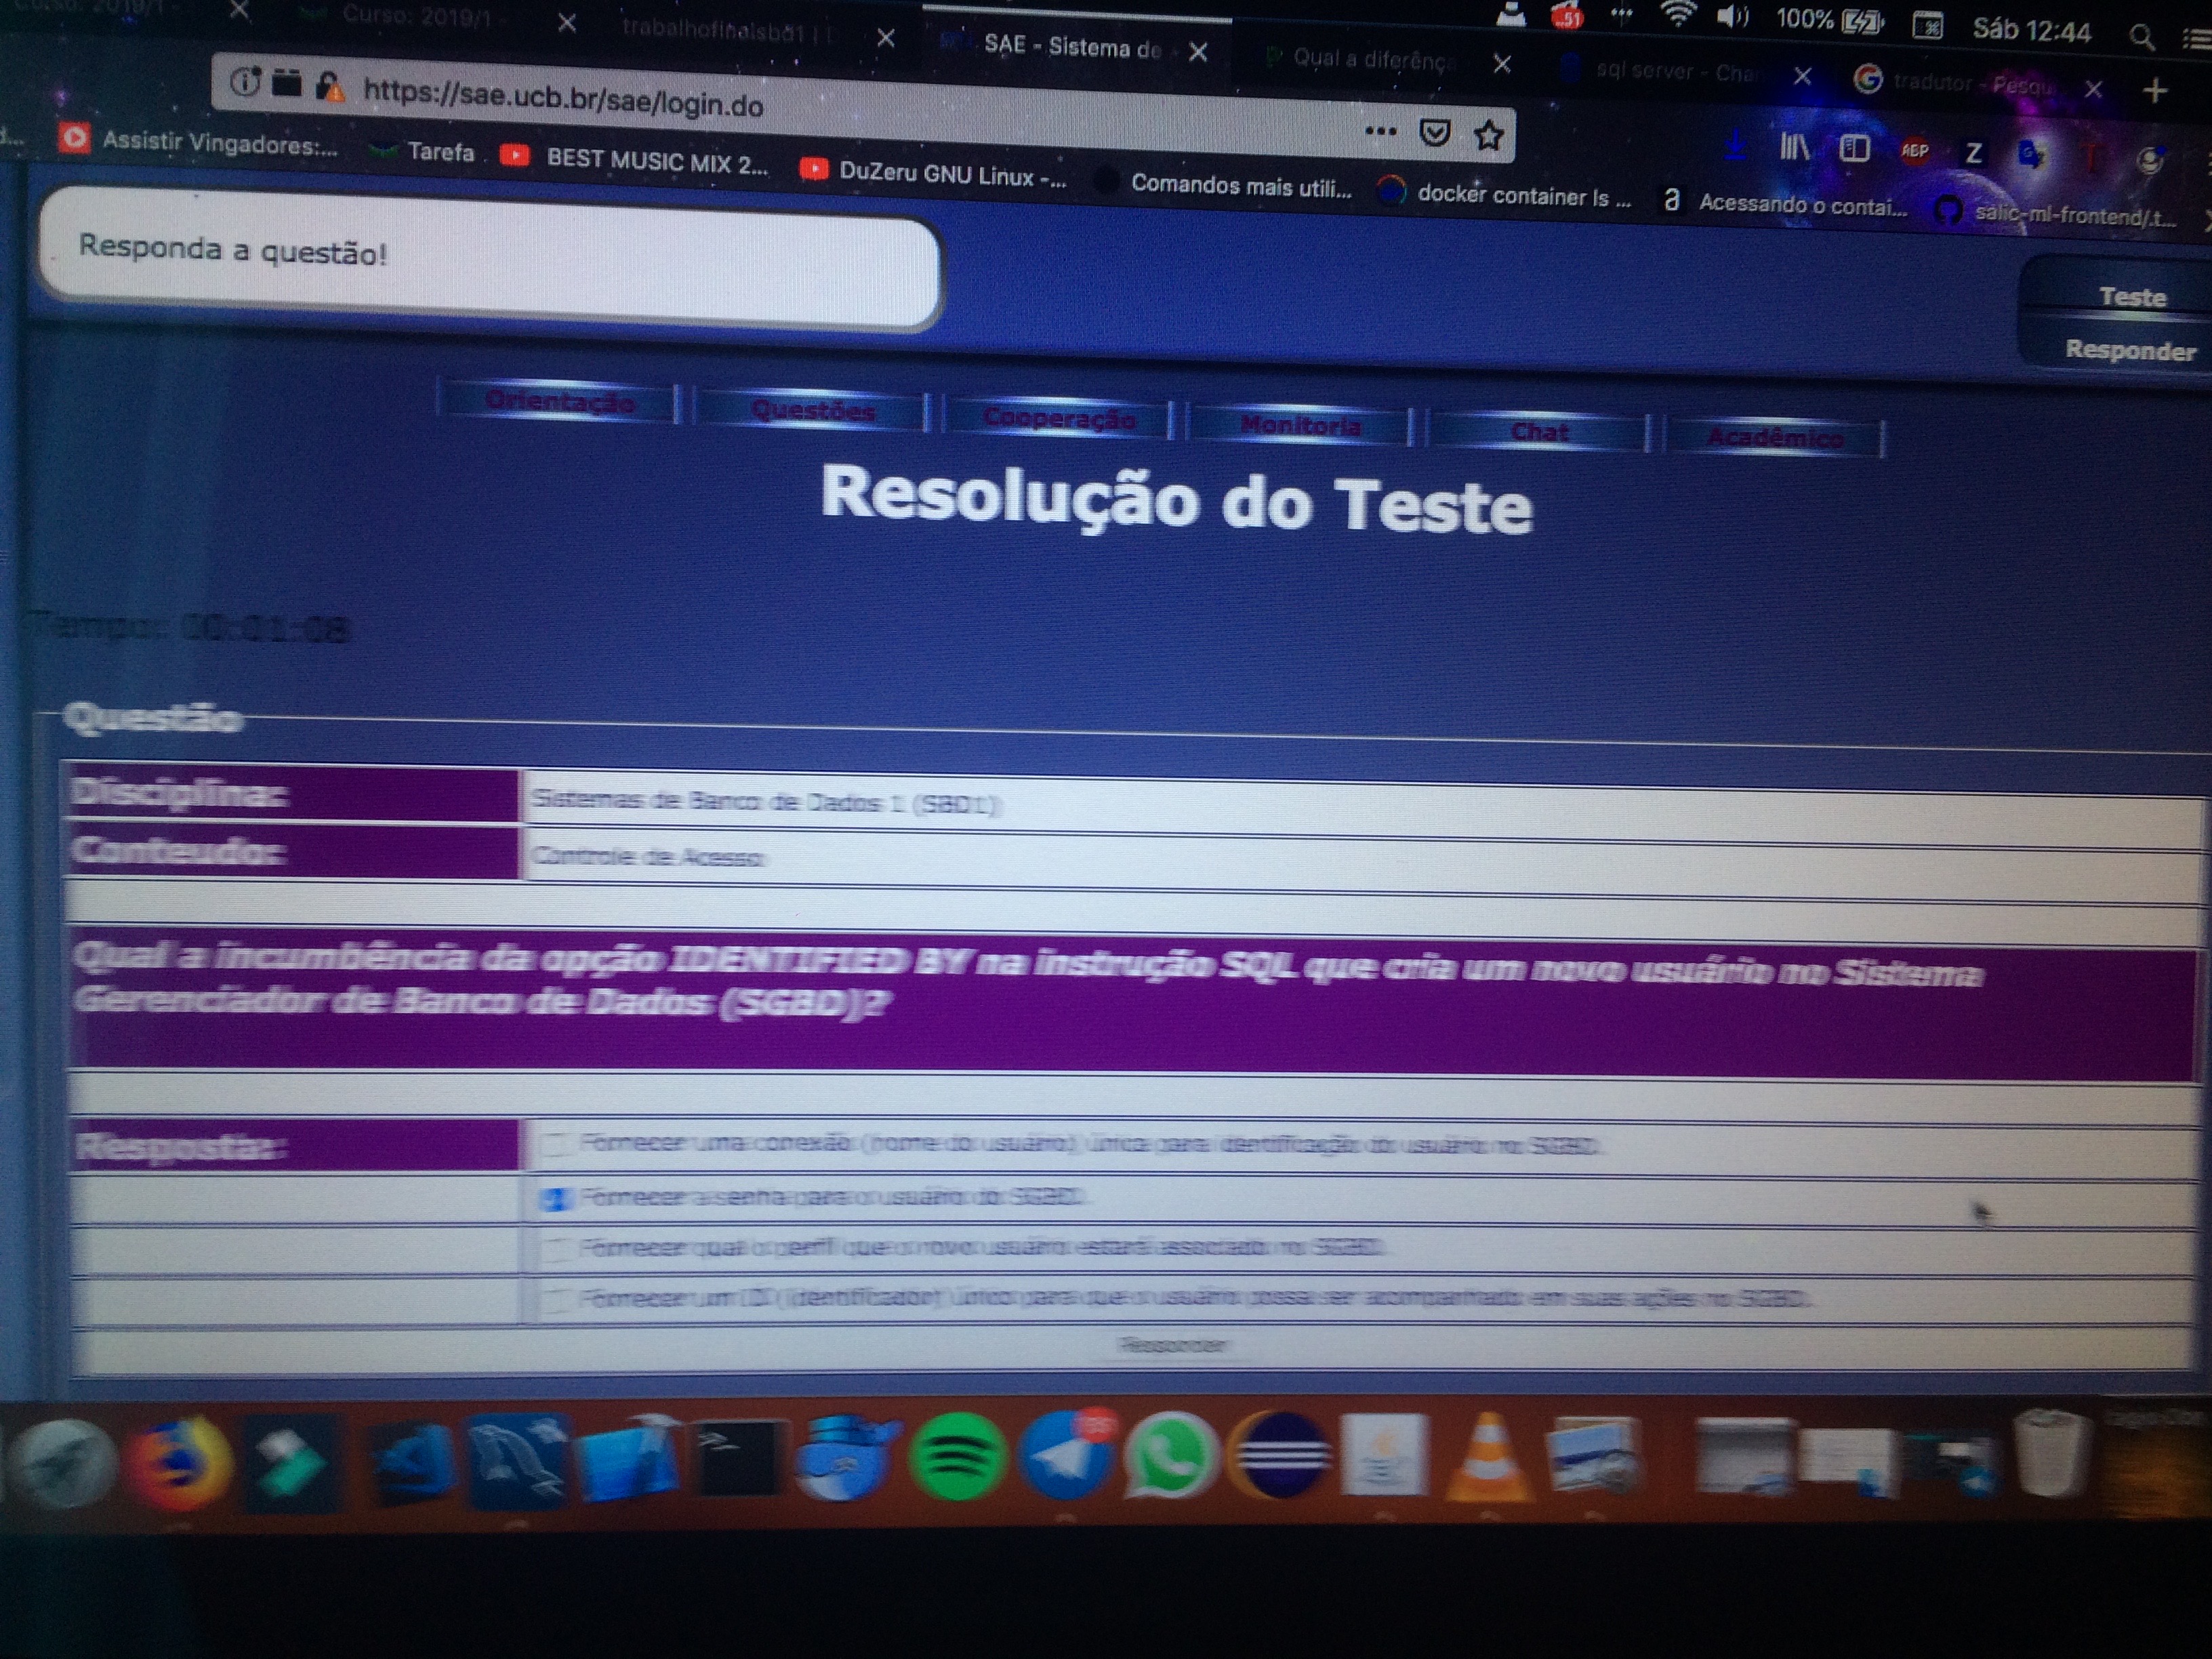 Curso: 2019/1 -
trabalhofinalsbd1 |
SAE - Sistema de
Qual a diferênç
sql server - Cha
tradutor - Pesqu
51
100%
Sáb 12:44
https://sae.ucb.br/sae/login.do
Assistir Vingadores:...
Tarefa
BEST MUSIC MIX 2...
DuZeru GNU Linux -...
Comandos mais utili...
docker container ls ...
a Acessando o contai...
salic-ml-frontend/.t...
ABP
Z
Responda a questão!
Teste
Responder
Orientação
Questões
Cooperação
Monitoria
Chat
Acadêmico
Resolução do Teste
Tempo: 00:01:08
Questão
Disciplina:
Sistemas de Banco de Dados 1 (SBD1)
Conteudo:
Controle de Acesso
Qual a incumbência da opção IDENTIFIED BY na instrução SQL que cria um novo usuário no Sistema
Gerenciador de Banco de Dados (SGBD)?
Resposta:
Fornecer uma conexão (nome do usuário) única para identificação do usuário no SGBD.
Fornecer a senha para o usuário do SGBD.
Fornecer qual o perfil que o novo usuário estará associado no SGBD.
Fornecer um ID (identificador) único para que o usuário possa ser acompanhado em suas ações no SGBD.
Responder